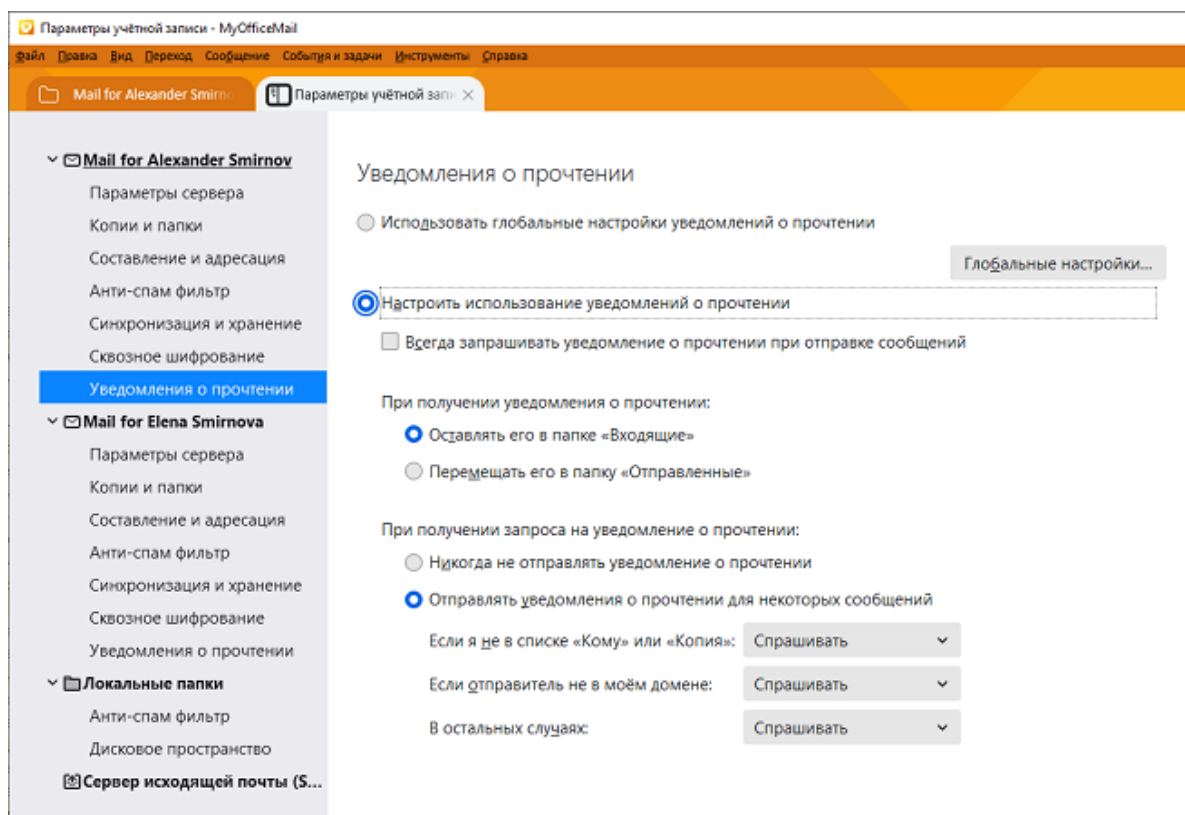 Параметры учётной записи - MyOfficeMail
Файл Правка Вид Переход Сообщение События и задачи Инструменты Справка
Mail for Alexander Smirno
Параметры учётной запи
Mail for Alexander Smirnov
Параметры сервера
Копии и папки
Составление и адресация
Анти-спам фильтр
Синхронизация и хранение
Сквозное шифрование
Уведомления о прочтении
Mail for Elena Smirnova
Параметры сервера
Копии и папки
Составление и адресация
Анти-спам фильтр
Синхронизация и хранение
Сквозное шифрование
Уведомления о прочтении
Локальные папки
Анти-спам фильтр
Дисковое пространство
Сервер исходящей почты (S...
Уведомления о прочтении
Использовать глобальные настройки уведомлений о прочтении
Глобальные настройки...
Настроить использование уведомлений о прочтении
Всегда запрашивать уведомление о прочтении при отправке сообщений
При получении уведомления о прочтении:
Оставлять его в папке «Входящие»
Перемещать его в папку «Отправленные»
При получении запроса на уведомление о прочтении:
Никогда не отправлять уведомление о прочтении
Отправлять уведомления о прочтении для некоторых сообщений
Если я не в списке «Кому» или «Копия»: Спрашивать
Если отправитель не в моём домене: Спрашивать
В остальных случаях: Спрашивать